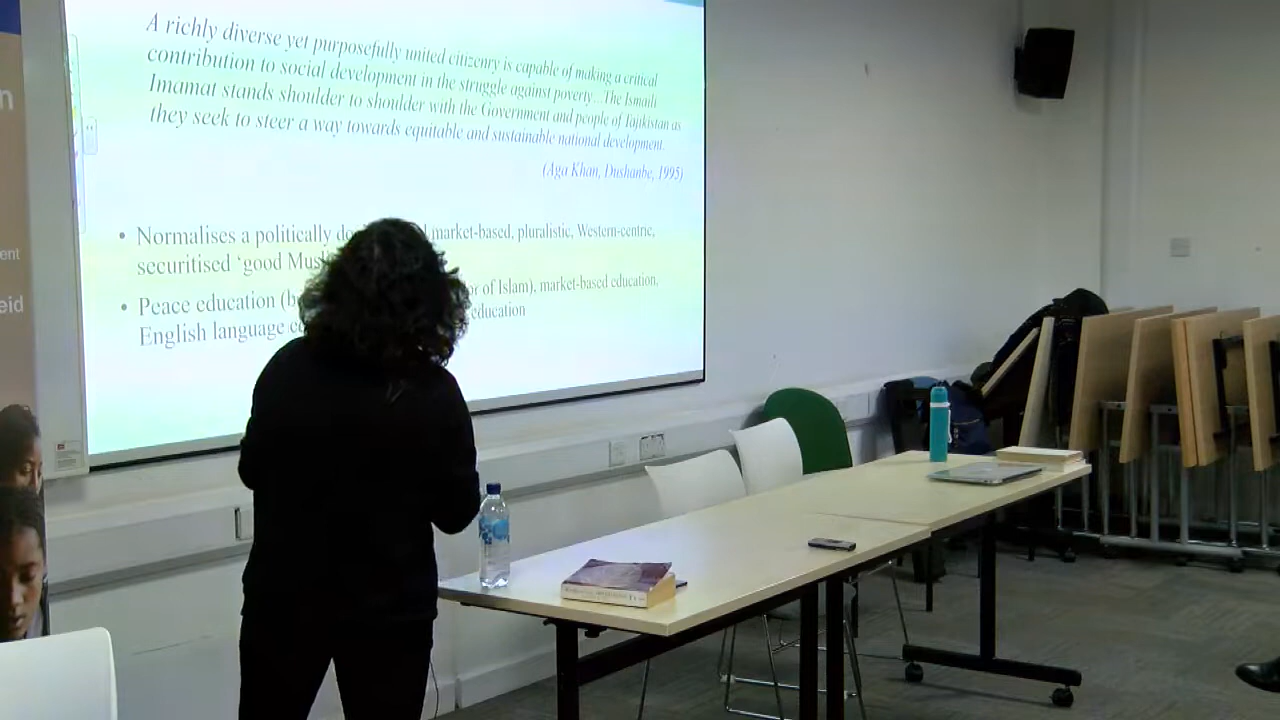 A richly diverse yet purposefully united citizenry is capable of making a critical
contribution to social development in the struggle against poverty...The Ismaili
Imamat stands shoulder to shoulder with the Government and people of Tajikistan as
they seek to steer a way towards equitable and sustainable national development.
(Aga Khan, Dushanbe, 1995)
• Normalises a politically market-based, pluralistic, Western-centric,
securitised ‘good
• Peace education of Islam), market-based education,
English language education
n
ent
eid